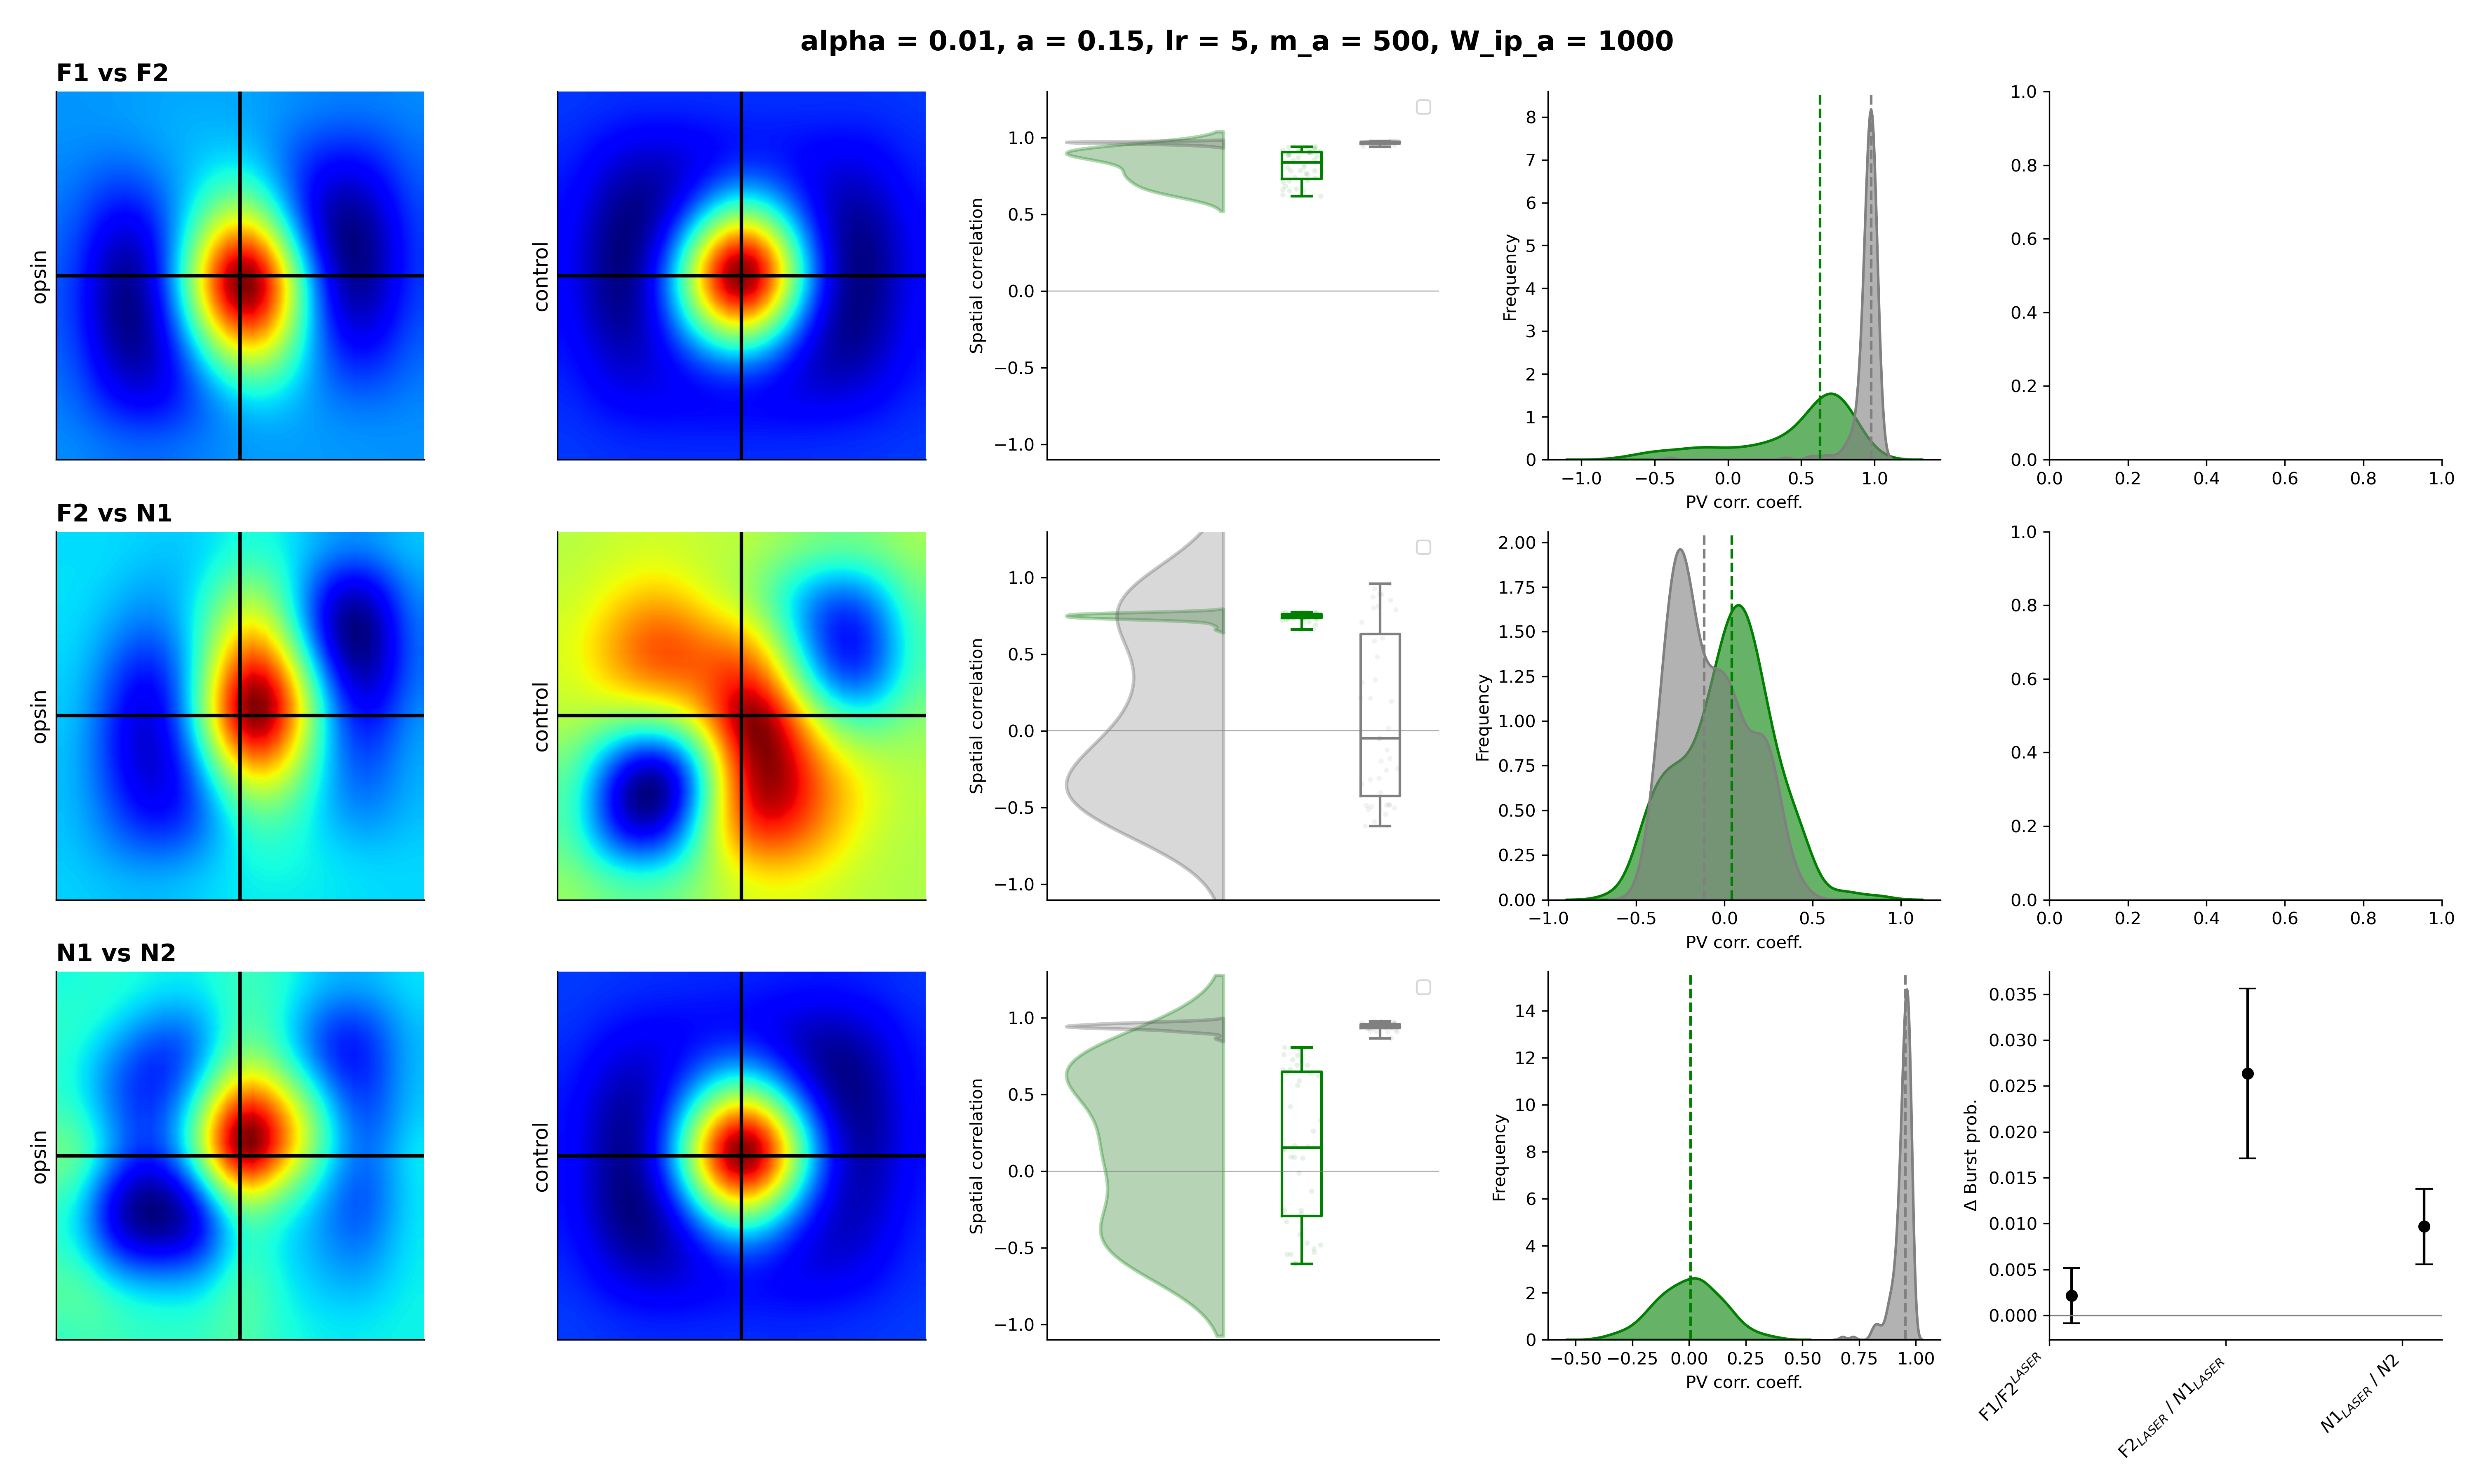 alpha = 0.01, a = 0.15, lr = 5, m_a = 500, W_ip_a = 1000
F1 vs F2
opsin
control
Spatial correlation
1.0
0.5
0.0
−0.5
−1.0
Frequency
8
7
6
5
4
3
2
1
0
−1.0 −0.5 0.0 0.5 1.0
PV corr. coeff.
1.0
0.8
0.6
0.4
0.2
0.0
0.0 0.2 0.4 0.6 0.8 1.0
F2 vs N1
opsin
control
Spatial correlation
1.0
0.5
0.0
−0.5
−1.0
Frequency
2.00
1.75
1.50
1.25
1.00
0.75
0.50
0.25
0.00
−1.0 −0.5 0.0 0.5 1.0
PV corr. coeff.
1.0
0.8
0.6
0.4
0.2
0.0
0.0 0.2 0.4 0.6 0.8 1.0
N1 vs N2
opsin
control
Spatial correlation
1.0
0.5
0.0
−0.5
−1.0
Frequency
14
12
10
8
6
4
2
0
−0.50 −0.25 0.00 0.25 0.50 0.75 1.00
PV corr. coeff.
Δ Burst prob.
0.035
0.030
0.025
0.020
0.015
0.010
0.005
0.000
F1/F2^LASER
F2_LASER / N1_LASER
N1_LASER / N2